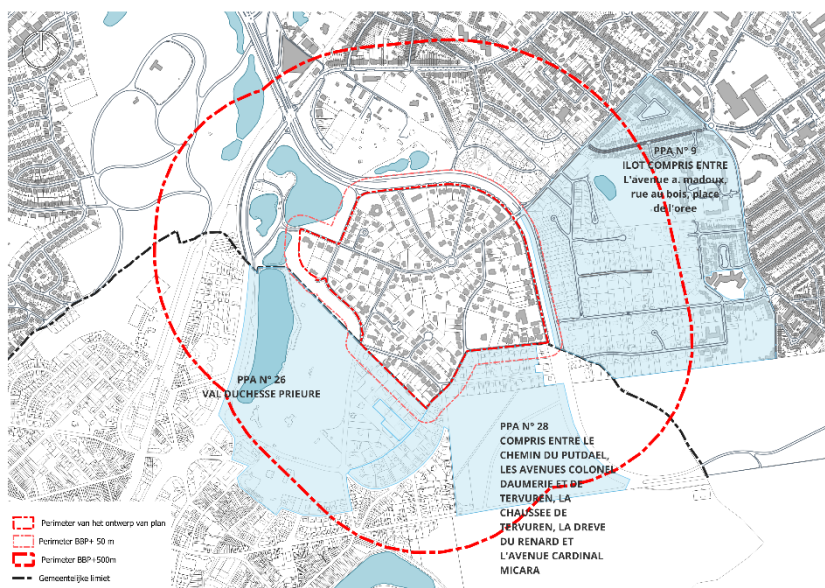 PPA N° 9
ILOT COMPRIS ENTRE
L'avenue a. madoux,
rue au bois, place
de l'oree
PPA N° 26
VAL DUCHESSE PRIEURE
PPA N° 28
COMPRIS ENTRE LE
CHEMIN DU PUTDAEL,
LES AVENUES COLONEL
DAUMERIE ET DE
TERVUREN, LA
CHAUSSEE DE
TERVUREN, LA DREVE
DU RENARD ET
L'AVENUE CARDINAL
MICARA
Perimeter van het ontwerp van plan
Perimeter BBP+ 50 m
Perimeter BBP+500m
Gemeentelijke limiet